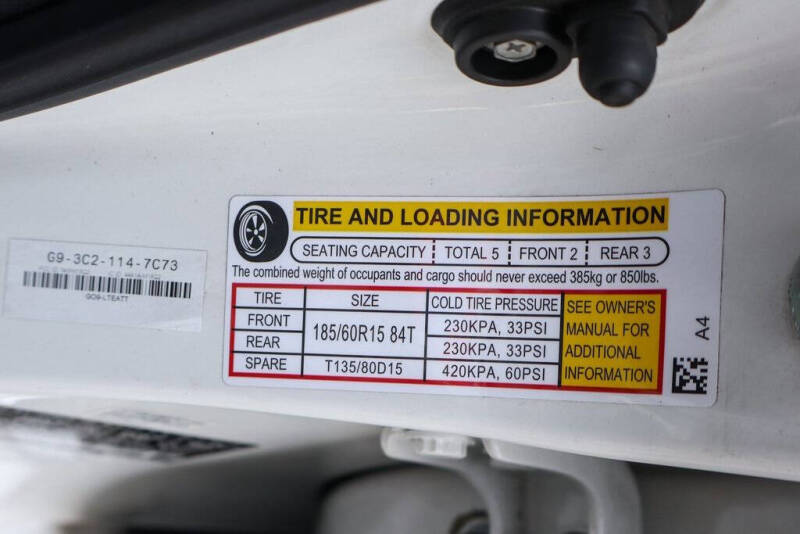 G9-3C2-114-7C73
GO9-LTEATT
TIRE AND LOADING INFORMATION
SEATING CAPACITY TOTAL 5 FRONT 2 REAR 3
The combined weight of occupants and cargo should never exceed 385kg or 850lbs.
TIRE SIZE COLD TIRE PRESSURE
FRONT 185/60R15 84T 230KPA, 33PSI
REAR 230KPA, 33PSI
SPARE T135/80D15 420KPA, 60PSI
SEE OWNER'S
MANUAL FOR
ADDITIONAL
INFORMATION
A4